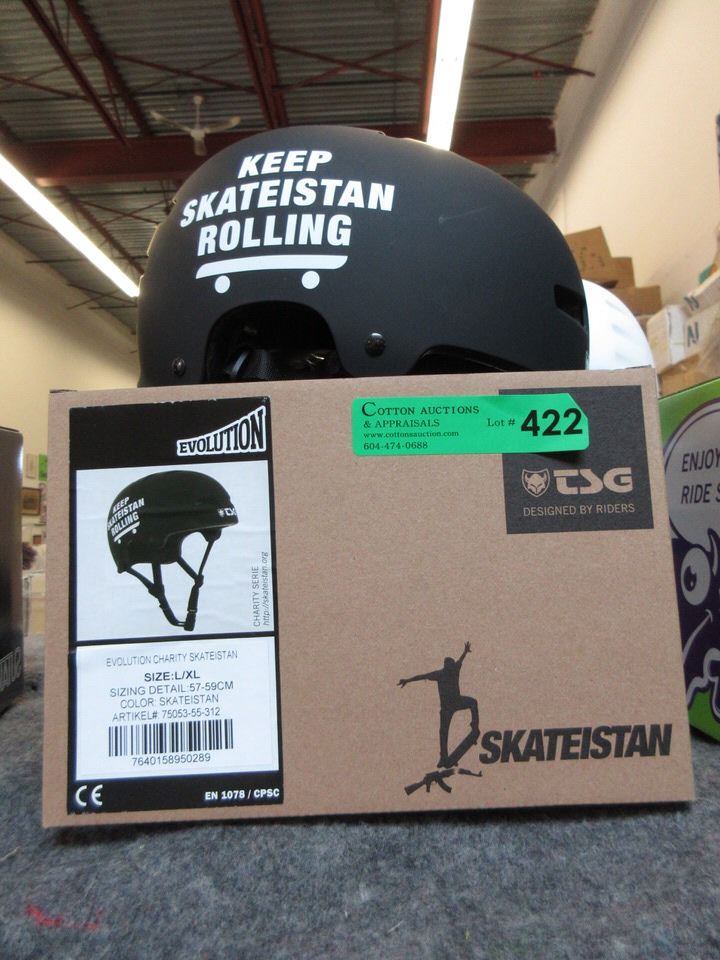 KEEP
SKATEISTAN
ROLLING
EVOLUTION
KEEP
SKATEISTAN
ROLLING
TSG
CHARITY SERIE
http://skateistan.org
EVOLUTION CHARITY SKATEISTAN
SIZE:L/XL
SIZING DETAIL:57-59CM
COLOR: SKATEISTAN
ARTIKEL# 75053-55-312
7640158950289
CE
EN 1078 / CPSC
COTTON AUCTIONS
& APPRAISALS
www.cottonsauction.com
604-474-0688
Lot # 422
TSG
DESIGNED BY RIDERS
SKATEISTAN
ENJOY
RIDE S
N
N